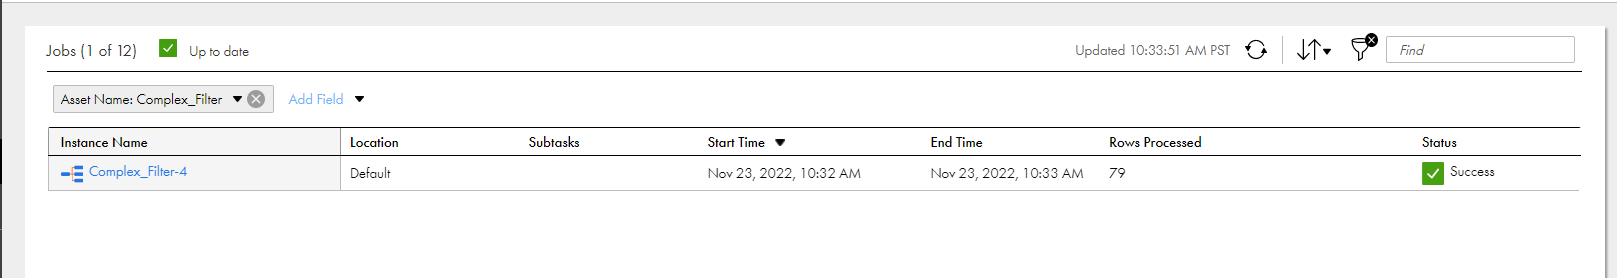 Jobs (1 of 12) Up to date Updated 10:33:51 AM PST Find
Asset Name: Complex_Filter Add Field
Instance Name Location Subtasks Start Time End Time Rows Processed Status
Complex_Filter-4 Default Nov 23, 2022, 10:32 AM Nov 23, 2022, 10:33 AM 79 Success